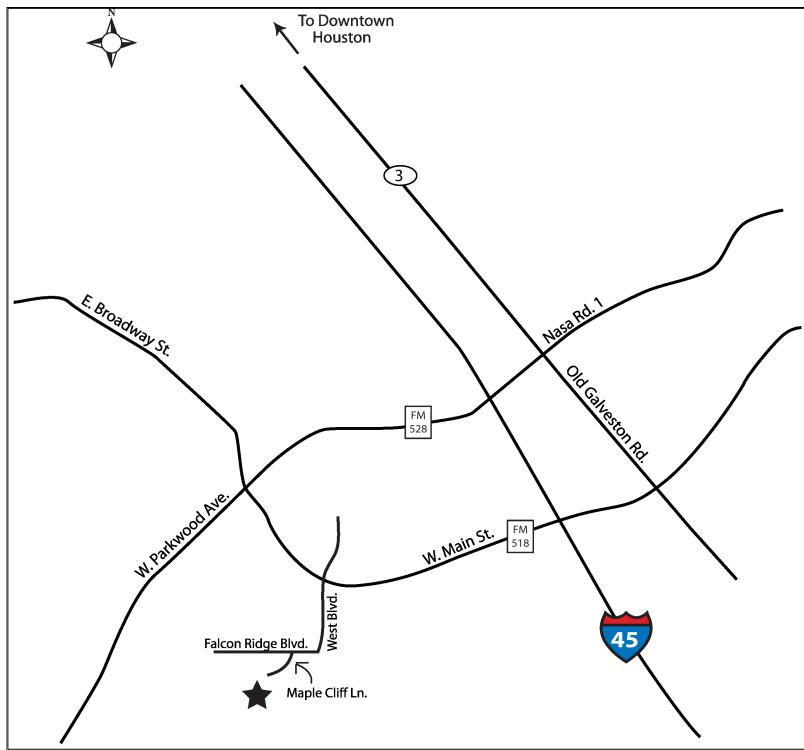 N
To Downtown
Houston
3
Nasa Rd. 1
E. Broadway St.
Old Galveston Rd.
FM
528
W. Parkwood Ave.
FM
518
W. Main St.
West Blvd.
45
Falcon Ridge Blvd.
Maple Cliff Ln.